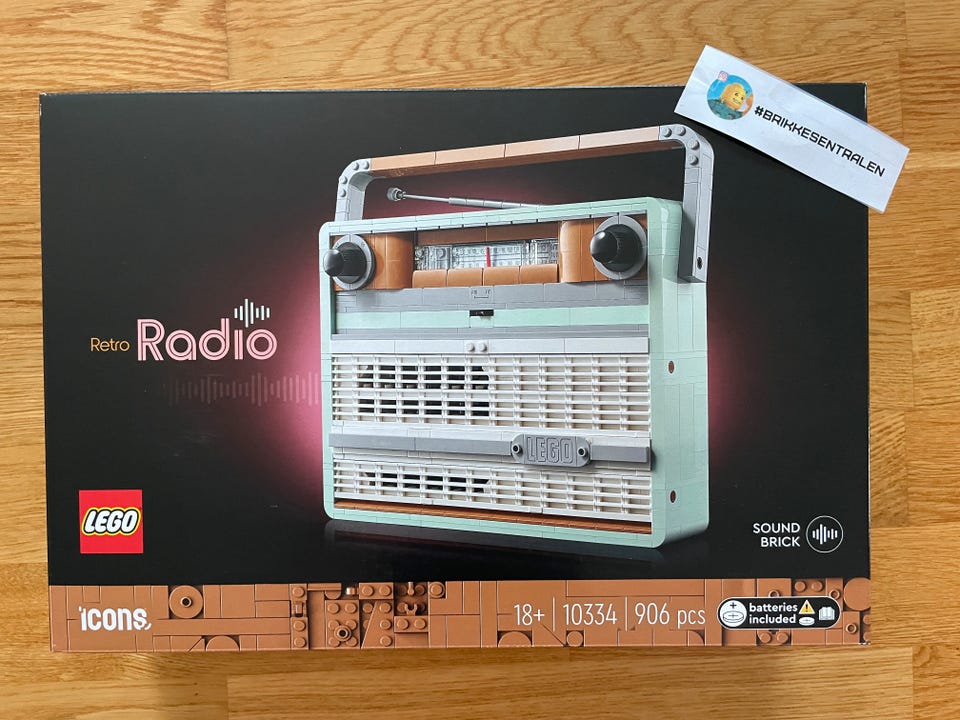 #BRIKKESENTRALEN
Retro Radio
LEGO
LEGO
SOUND
BRICK
icons
18+ | 10334 | 906 pcs
batteries
included